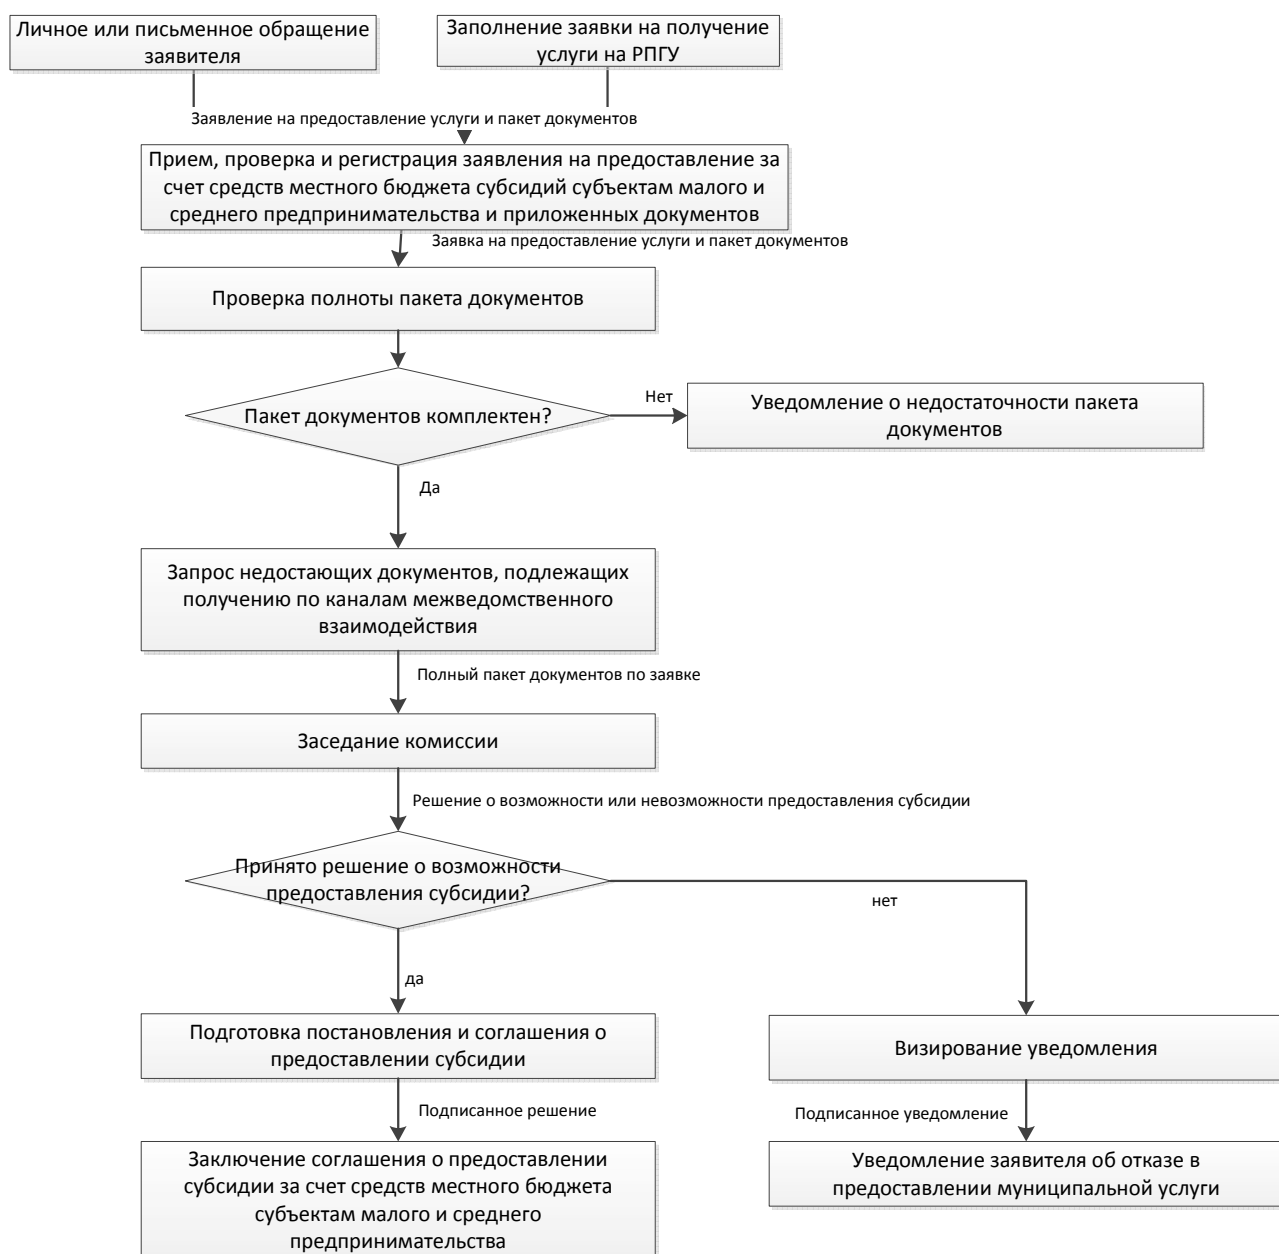 Личное или письменное обращение
заявителя
Заполнение заявки на получение
услуги на РПГУ
Заявление на предоставление услуги и пакет документов
Прием, проверка и регистрация заявления на предоставление за
счет средств местного бюджета субсидий субъектам малого и
среднего предпринимательства и приложенных документов
Заявка на предоставление услуги и пакет документов
Проверка полноты пакета документов
Пакет документов комплектен?
Нет
Уведомление о недостаточности пакета
документов
Да
Запрос недостающих документов, подлежащих
получению по каналам межведомственного
взаимодействия
Полный пакет документов по заявке
Заседание комиссии
Решение о возможности или невозможности предоставления субсидии
Принято решение о возможности
предоставления субсидии?
нет
да
Подготовка постановления и соглашения о
предоставлении субсидии
Визирование уведомления
Подписанное решение
Подписанное уведомление
Заключение соглашения о предоставлении
субсидии за счет средств местного бюджета
субъектам малого и среднего
предпринимательства
Уведомление заявителя об отказе в
предоставлении муниципальной услуги